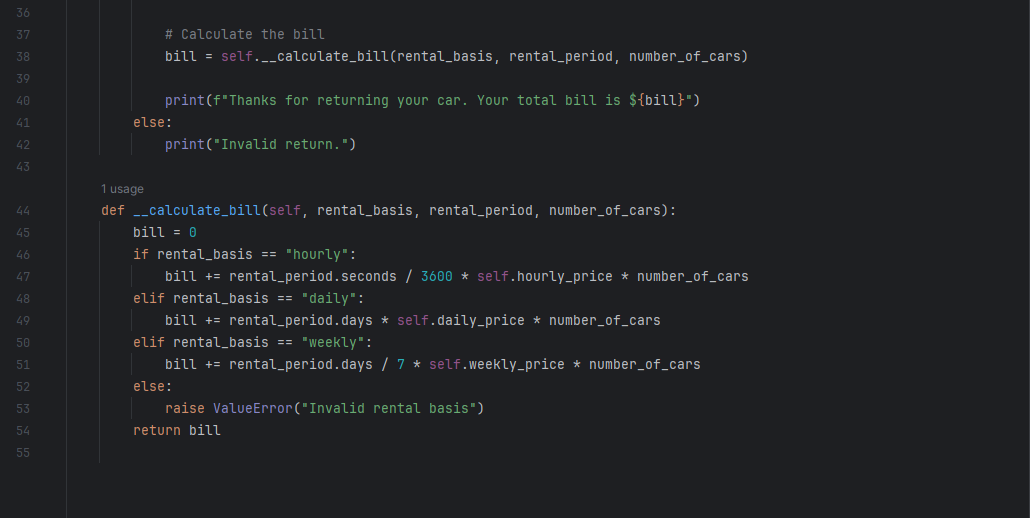 36
37 # Calculate the bill
38 bill = self.__calculate_bill(rental_basis, rental_period, number_of_cars)
39
40 print(f"Thanks for returning your car. Your total bill is ${bill}")
41 else:
42 print("Invalid return.")
43
1 usage
44 def __calculate_bill(self, rental_basis, rental_period, number_of_cars):
45 bill = 0
46 if rental_basis == "hourly":
47 bill += rental_period.seconds / 3600 * self.hourly_price * number_of_cars
48 elif rental_basis == "daily":
49 bill += rental_period.days * self.daily_price * number_of_cars
50 elif rental_basis == "weekly":
51 bill += rental_period.days / 7 * self.weekly_price * number_of_cars
52 else:
53 raise ValueError("Invalid rental basis")
54 return bill
55